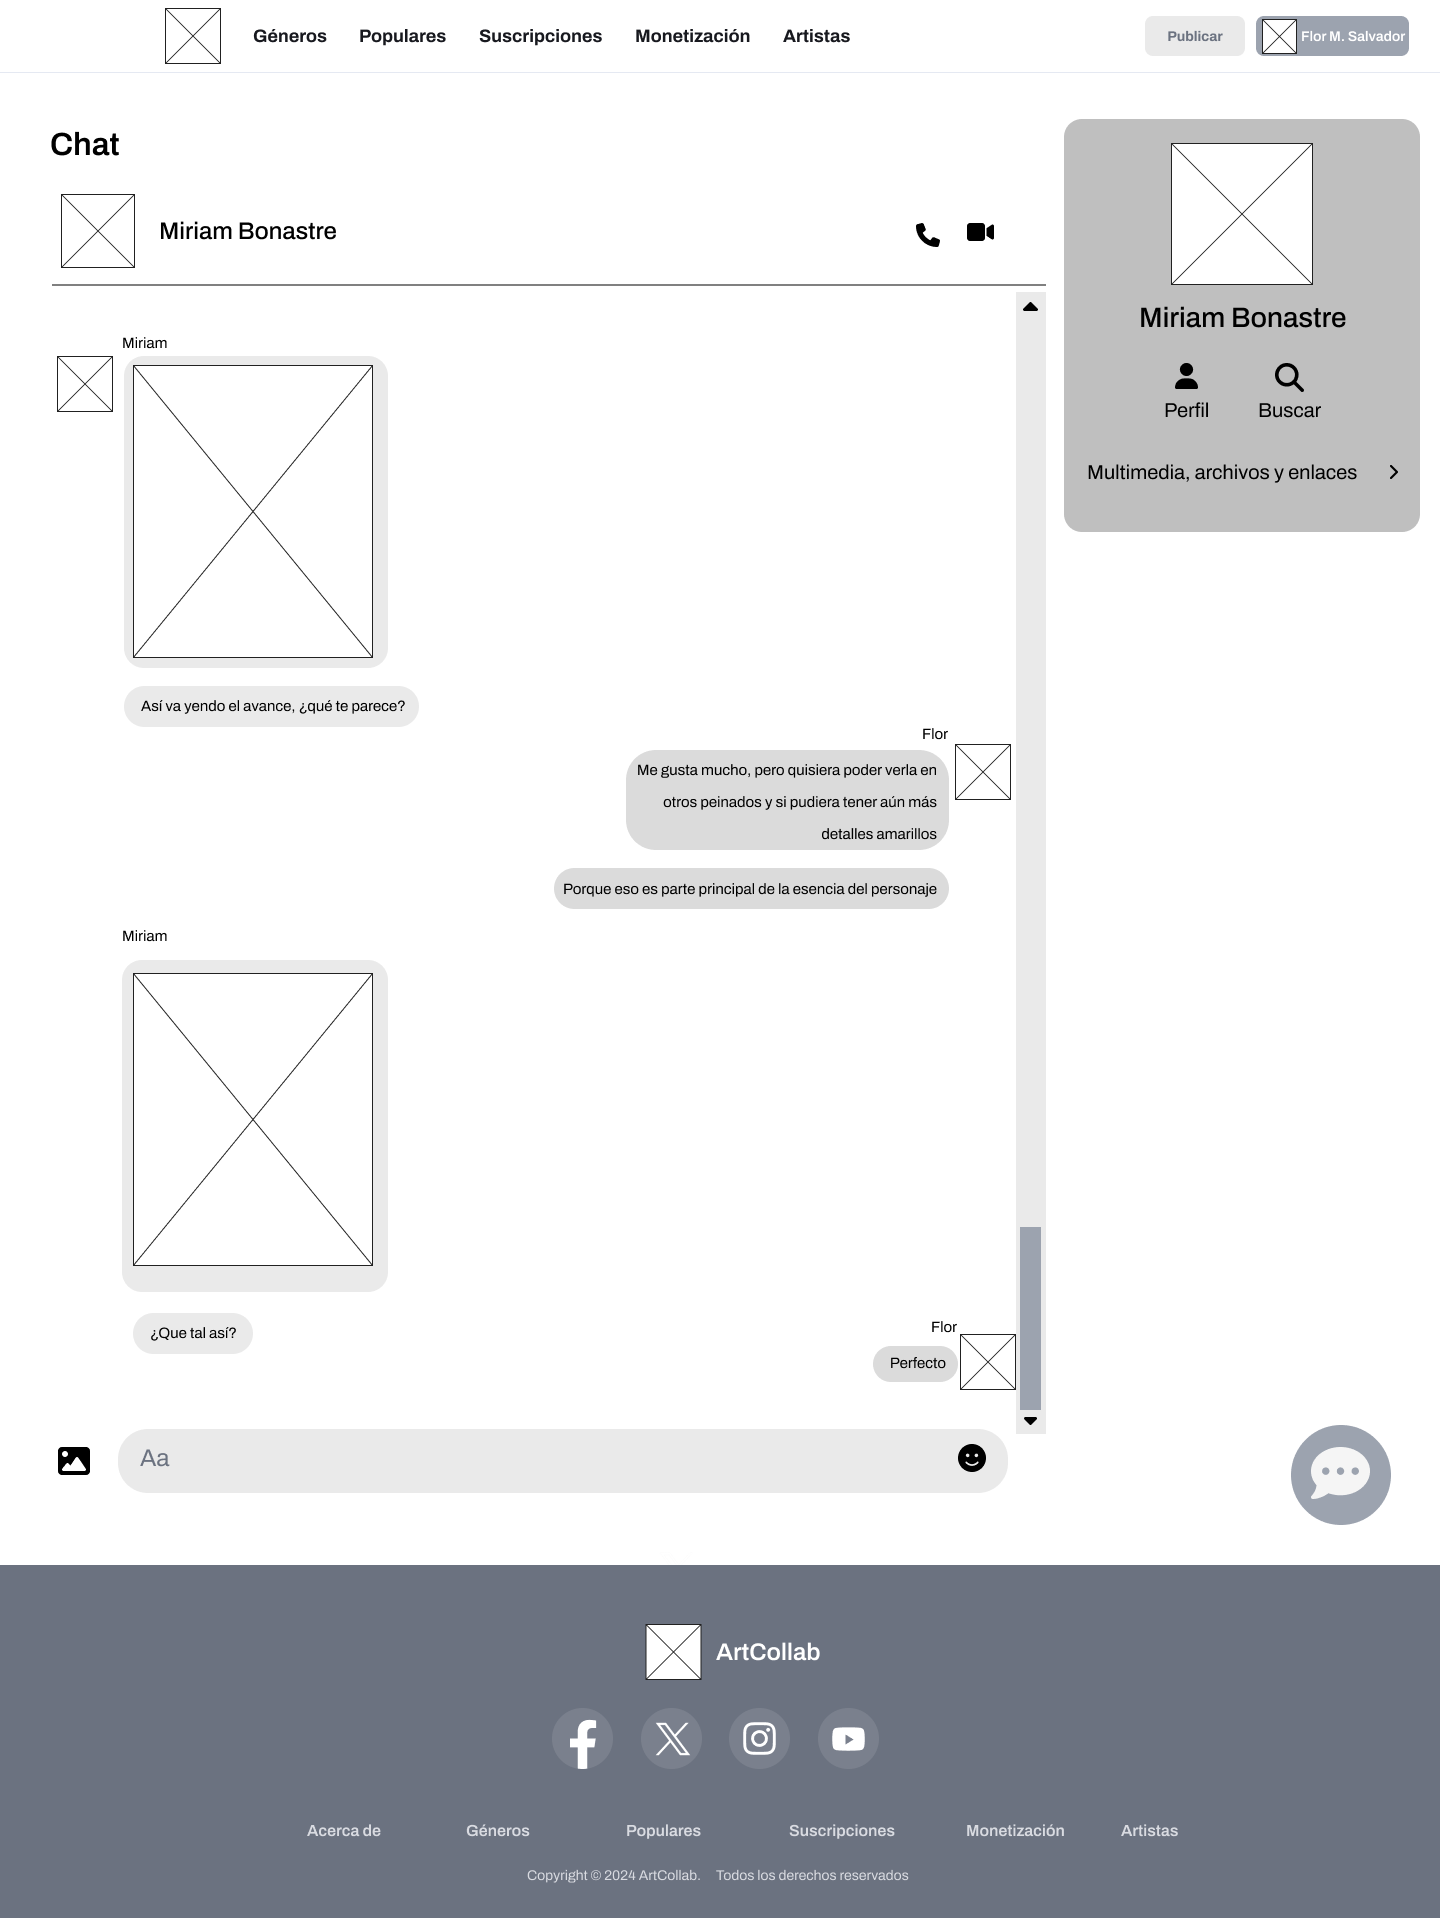 Géneros Populares Suscripciones Monetización Artistas Publicar Flor M. Salvador
Chat
Miriam Bonastre
Miriam
Así va yendo el avance, ¿qué te parece?
Flor
Me gusta mucho, pero quisiera poder verla en
otros peinados y si pudiera tener aún más
detalles amarillos
Porque eso es parte principal de la esencia del personaje
Miriam
¿Que tal así?
Flor
Perfecto
Aa
Miriam Bonastre
Perfil Buscar
Multimedia, archivos y enlaces
ArtCollab
Acerca de Géneros Populares Suscripciones Monetización Artistas
Copyright © 2024 ArtCollab. Todos los derechos reservados